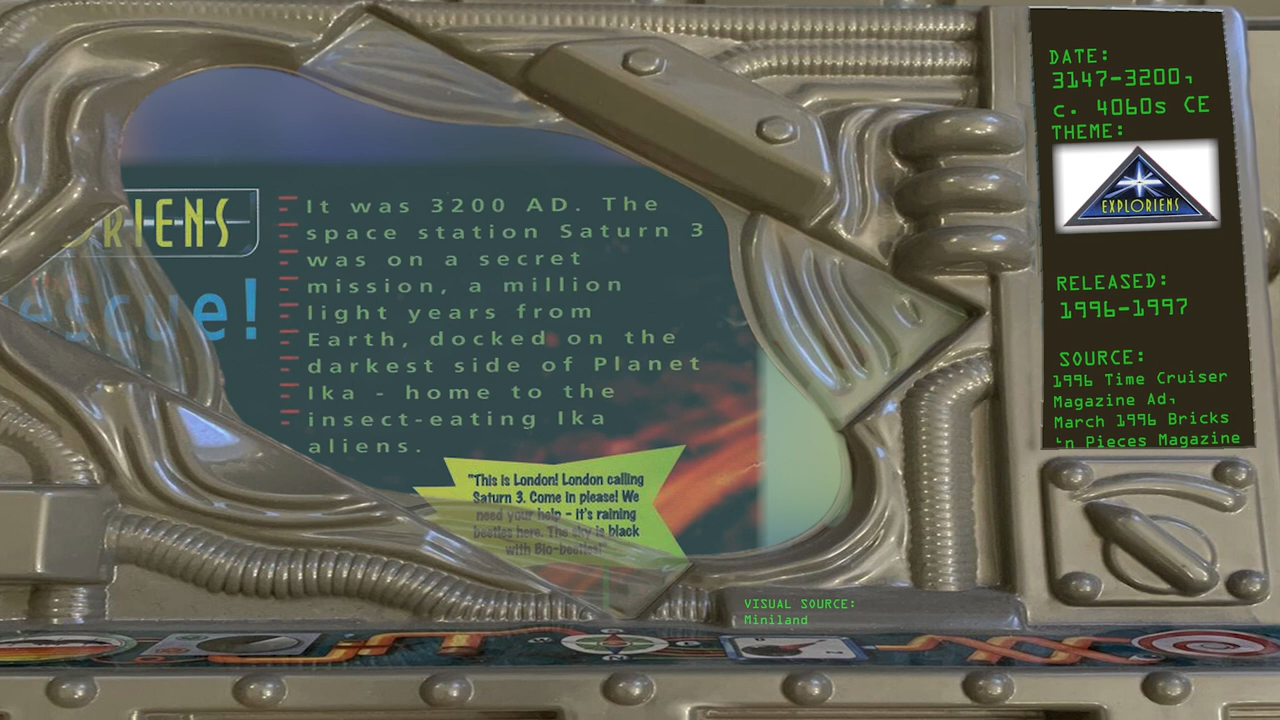 RIENS
escue!
It was 3200 AD. The
space station Saturn 3
was on a secret
mission, a million
light years from
Earth, docked on the
darkest side of Planet
Ika - home to the
insect-eating Ika
aliens.
"This is London! London calling
Saturn 3. Come in please! We
need your help - it's raining
beetles here. The sky is black
with Bio-beetles!"
VISUAL SOURCE:
Miniland
DATE:
3147-3200,
c. 4060s CE
THEME:
EXPLORIENS
RELEASED:
1996-1997
SOURCE:
1996 Time Cruiser
Magazine Ad,
March 1996 Bricks
'n Pieces Magazine